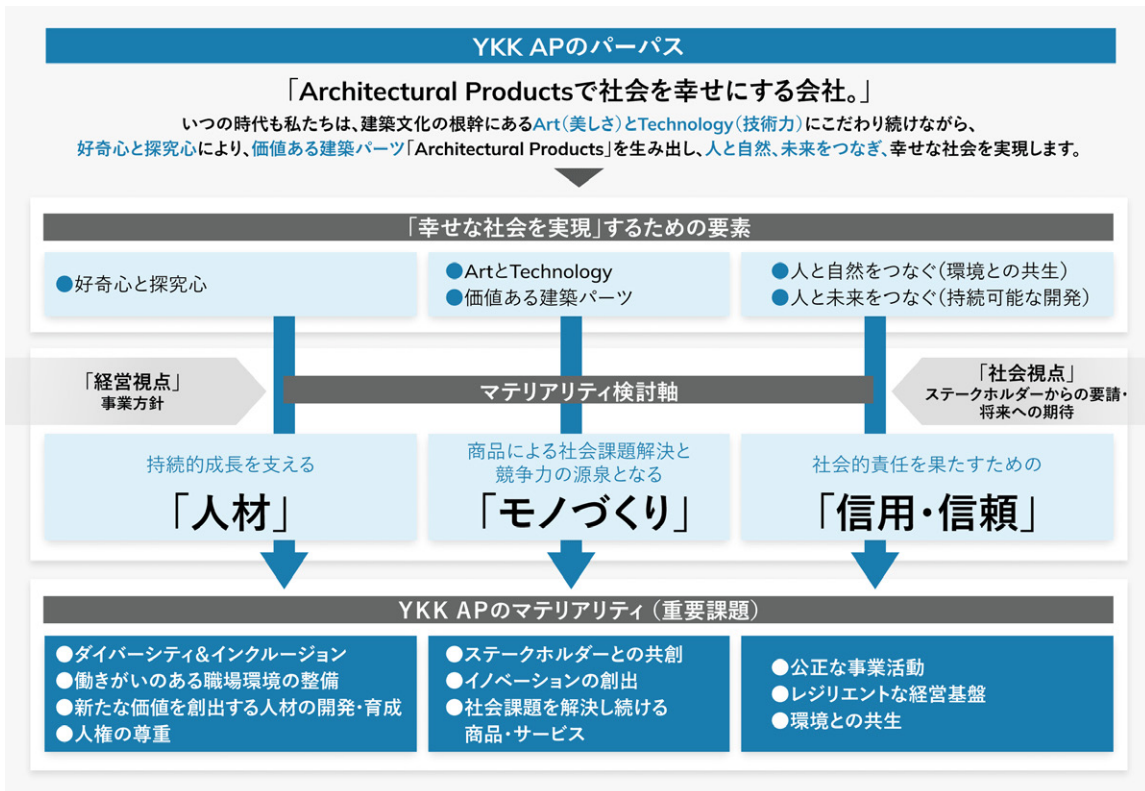 YKK APのパーパス
「Architectural Productsで社会を幸せにする会社。」
いつの時代も私たちは、建築文化の根幹にあるArt(美しさ)とTechnology(技術力)にこだわり続けながら、
好奇心と探究心により、価値ある建築パーツ「Architectural Products」を生み出し、人と自然、未来をつなぎ、幸せな社会を実現します。
「幸せな社会を実現」するための要素
●好奇心と探究心
●ArtとTechnology
●価値ある建築パーツ
●人と自然をつなぐ(環境との共生)
●人と未来をつなぐ(持続可能な開発)
「経営視点」
事業方針
マテリアリティ検討軸
「社会視点」
ステークホルダーからの要請・
将来への期待
持続的成長を支える
「人材」
商品による社会課題解決と
競争力の源泉となる
「モノづくり」
社会的責任を果たすための
「信用・信頼」
YKK APのマテリアリティ(重要課題)
●ダイバーシティ&インクルージョン
●働きがいのある職場環境の整備
●新たな価値を創出する人材の開発・育成
●人権の尊重
●ステークホルダーとの共創
●イノベーションの創出
●社会課題を解決し続ける
商品・サービス
●公正な事業活動
●レジリエントな経営基盤
●環境との共生